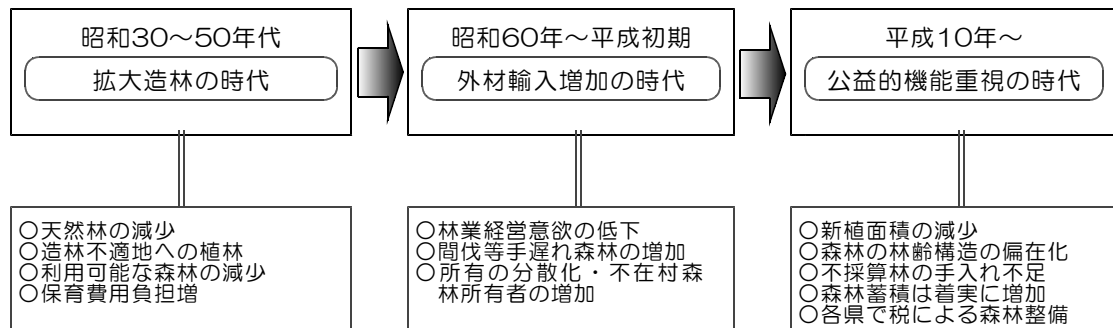 昭和30～50年代
拡大造林の時代
昭和60年～平成初期
外材輸入増加の時代
平成10年～
公益的機能重視の時代
○天然林の減少
○造林不適地への植林
○利用可能な森林の減少
○保育費用負担増
○林業経営意欲の低下
○間伐等手遅れ森林の増加
○所有の分散化・不在村森
林所有者の増加
○新植面積の減少
○森林の林齢構造の偏在化
○不採算林の手入れ不足
○森林蓄積は着実に増加
○各県で税による森林整備